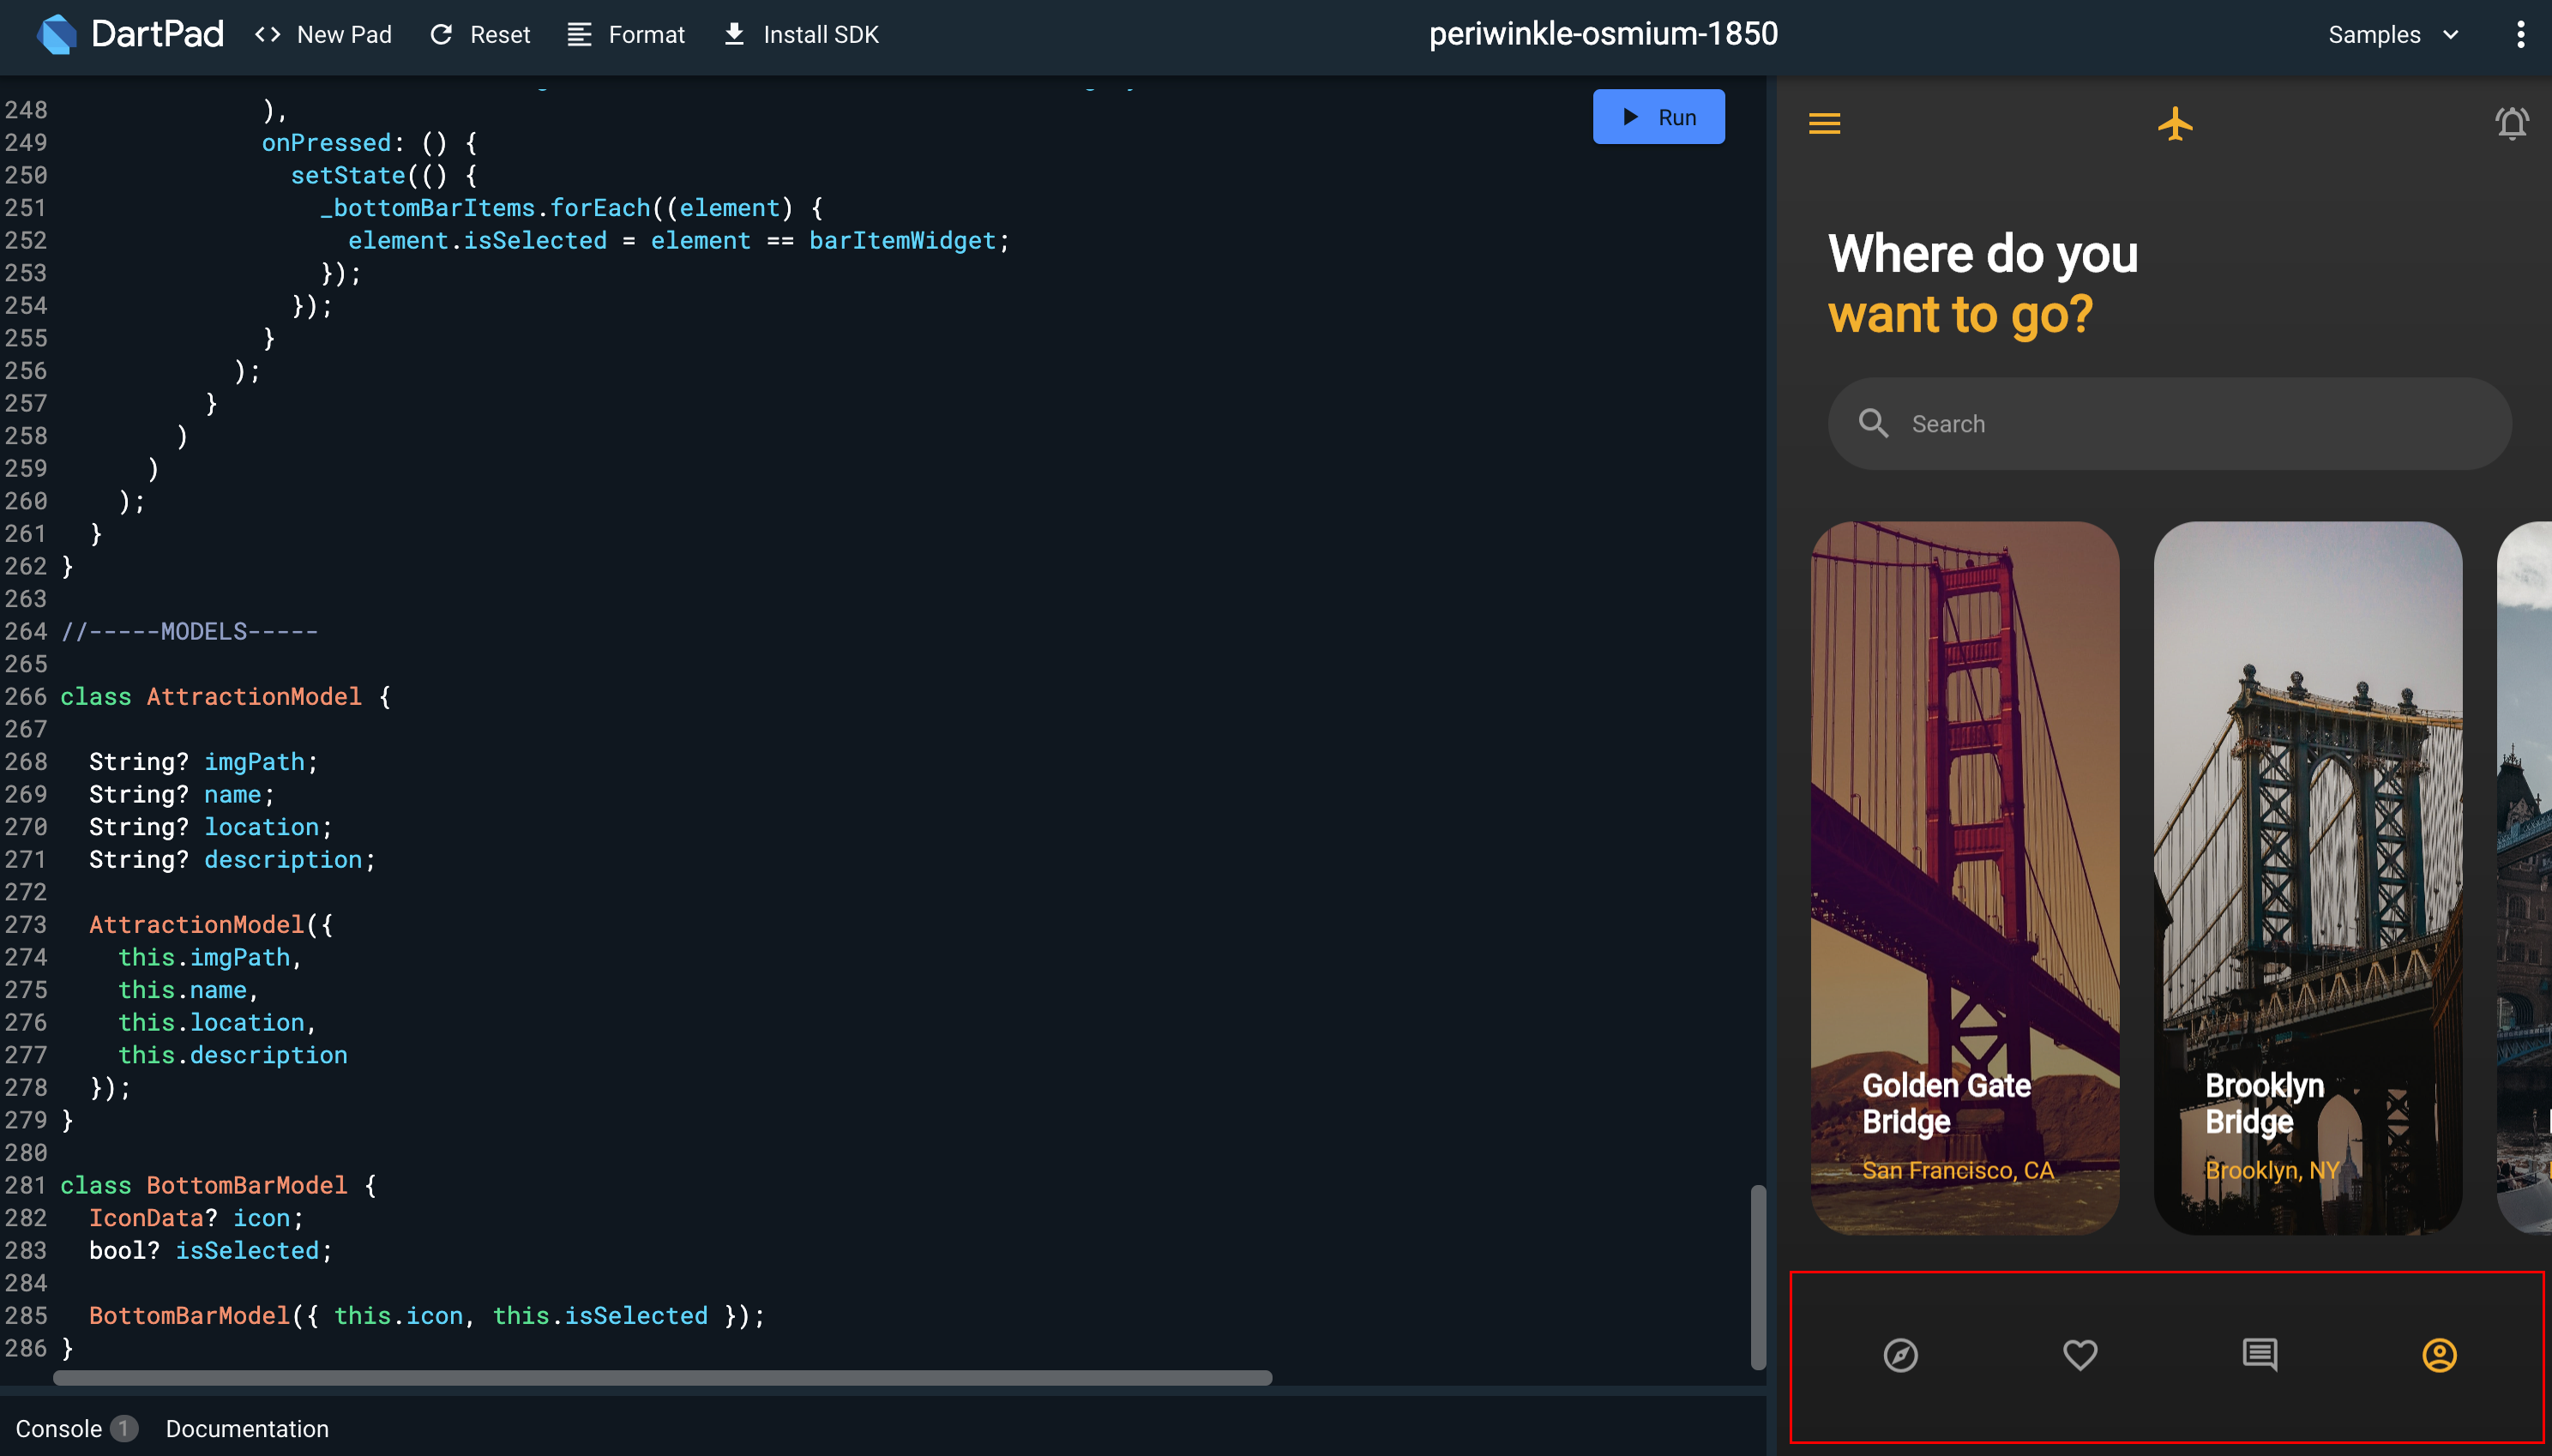 DartPad <> New Pad Reset Format Install SDK periwinkle-osmium-1850 Samples
248 ),
249 onPressed: () {
250 setState(() {
251 _bottomBarItems.forEach((element) {
252 element.isSelected = element == barItemWidget;
253 });
254 });
255 }
256 );
257 }
258 )
259 )
260 );
261 }
262 }
263
264 //-----MODELS-----
265
266 class AttractionModel {
267
268 String? imgPath;
269 String? name;
270 String? location;
271 String? description;
272
273 AttractionModel({
274 this.imgPath,
275 this.name,
276 this.location,
277 this.description
278 });
279 }
280
281 class BottomBarModel {
282 IconData? icon;
283 bool? isSelected;
284
285 BottomBarModel({ this.icon, this.isSelected });
286 }
Console 1 Documentation
Run
Where do you
want to go?
Search
Golden Gate
Bridge
San Francisco, CA
Brooklyn
Bridge
Brooklyn, NY